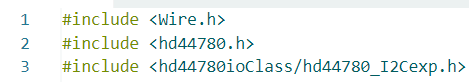 1 #include <Wire.h>
2 #include <hd44780.h>
3 #include <hd44780ioClass/hd44780_I2Cexp.h>